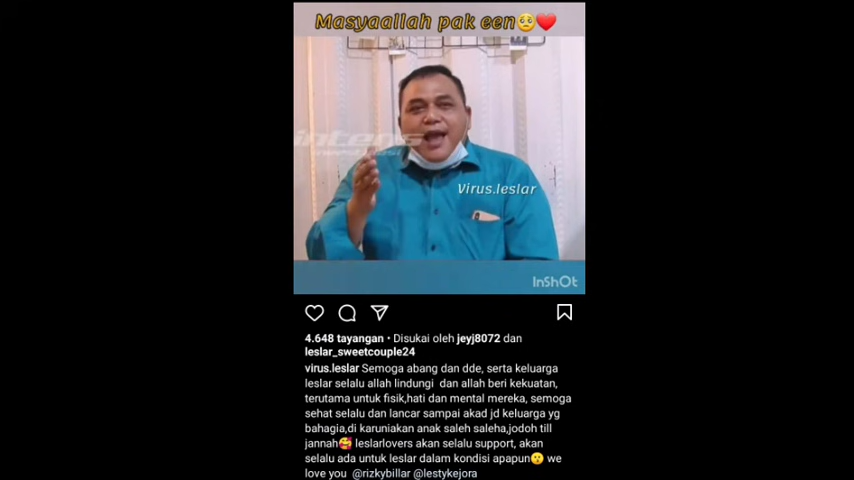 Masyaallah pak een🥺❤️
intens
Virus.leslar
InShOt
4.648 tayangan • Disukai oleh jeyj8072 dan
leslar_sweetcouple24
virus.leslar Semoga abang dan dde, serta keluarga
leslar selalu allah lindungi dan allah beri kekuatan,
terutama untuk fisik,hati dan mental mereka, semoga
sehat selalu dan lancar sampai akad jd keluarga yg
bahagia,di karuniakan anak saleh saleha,jodoh till
jannah🥰 leslarlovers akan selalu support, akan
selalu ada untuk leslar dalam kondisi apapun😗 we
love you @rizkybillar @lestykejora